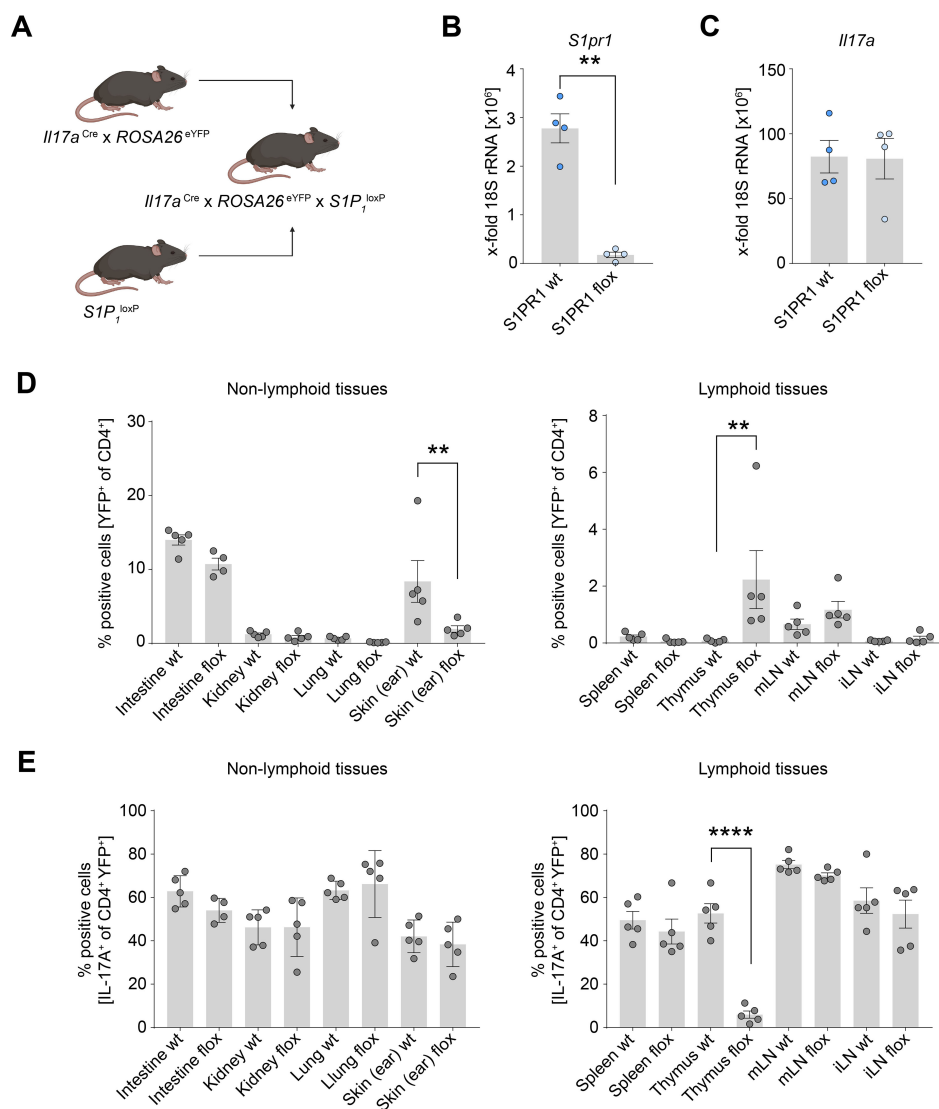 A
Il17a Cre x ROSA26 eYFP
Il17a Cre x ROSA26 eYFP x S1P1 loxP
S1P1 loxP
B
S1pr1
**
x-fold 18S rRNA [x10⁶]
4
3
2
1
0
S1PR1 wt
S1PR1 flox
C
Il17a
x-fold 18S rRNA [x10⁶]
150
100
50
0
S1PR1 wt
S1PR1 flox
D
Non-lymphoid tissues
% positive cells [YFP⁺ of CD4⁺]
30
20
10
0
**
Intestine wt
Intestine flox
Kidney wt
Kidney flox
Lung wt
Lung flox
Skin (ear) wt
Skin (ear) flox
Lymphoid tissues
% positive cells [YFP⁺ of CD4⁺]
8
6
4
2
0
**
Spleen wt
Spleen flox
Thymus wt
Thymus flox
mLN wt
mLN flox
iLN wt
iLN flox
E
Non-lymphoid tissues
% positive cells
[IL-17A⁺ of CD4⁺ YFP⁺]
100
80
60
40
20
0
Intestine wt
Intestine flox
Kidney wt
Kidney flox
Lung wt
Llung flox
Skin (ear) wt
Skin (ear) flox
Lymphoid tissues
% positive cells
[IL-17A⁺ of CD4⁺ YFP⁺]
100
80
60
40
20
0
****
Spleen wt
Spleen flox
Thymus wt
Thymus flox
mLN wt
mLN flox
iLN wt
iLN flox